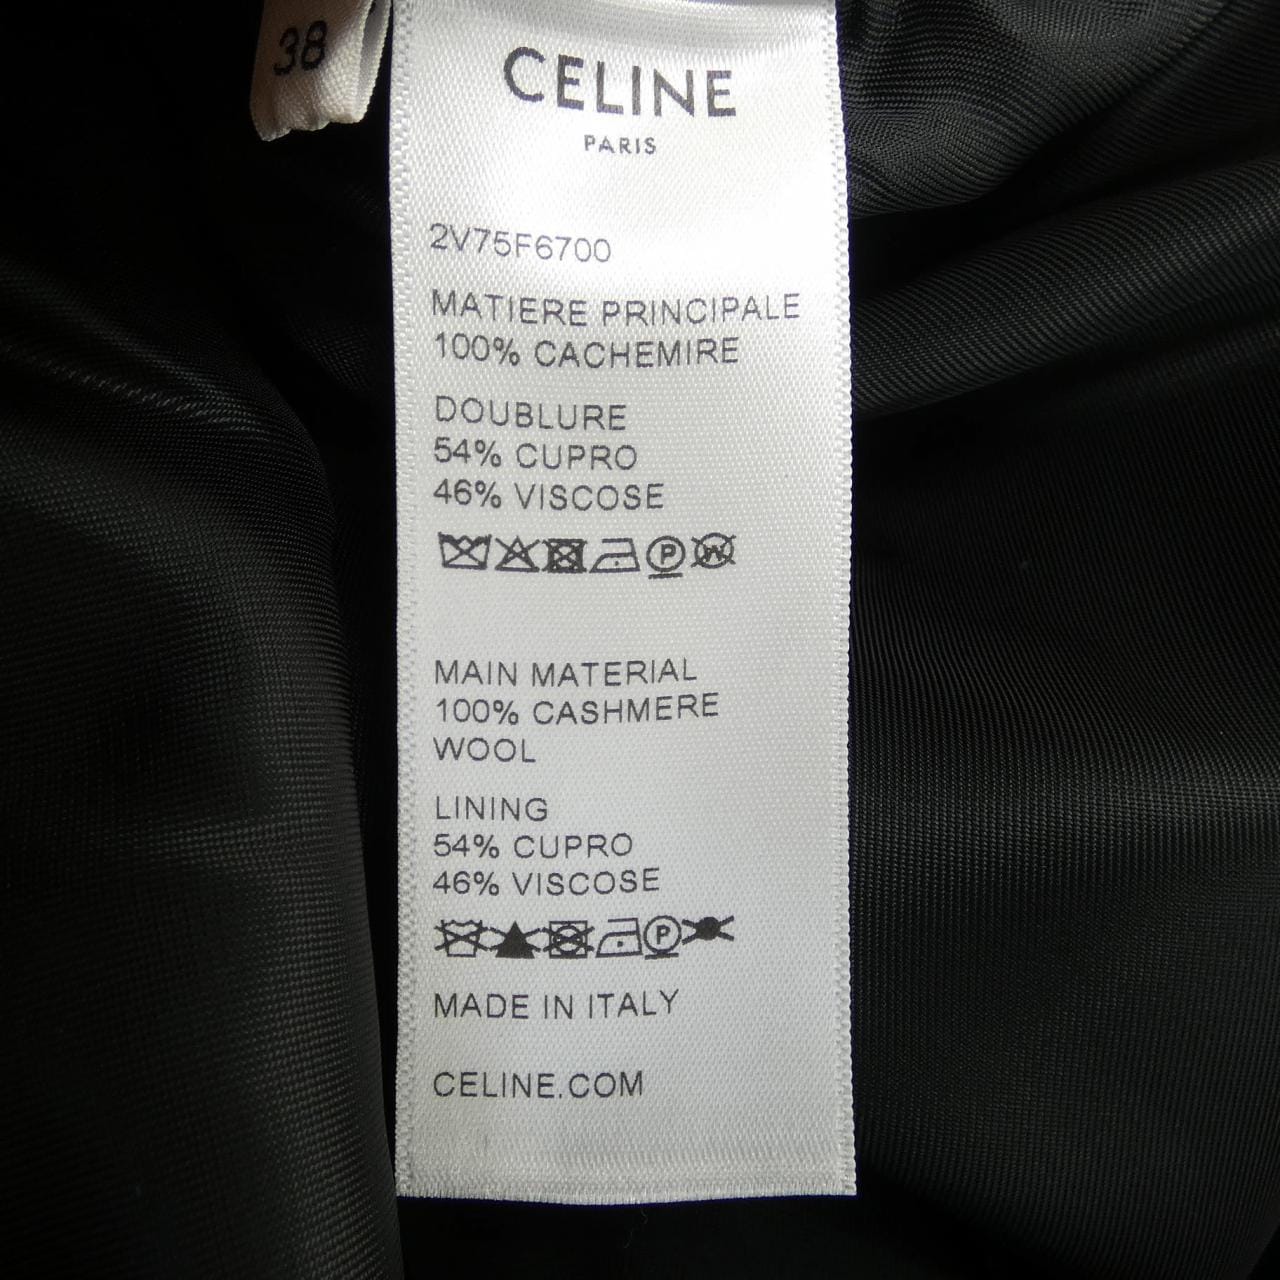 38
CELINE
PARIS
2V75F6700
MATIERE PRINCIPALE
100% CACHEMIRE
DOUBLURE
54% CUPRO
46% VISCOSE
P W
MAIN MATERIAL
100% CASHMERE
WOOL
LINING
54% CUPRO
46% VISCOSE
P
MADE IN ITALY
CELINE.COM